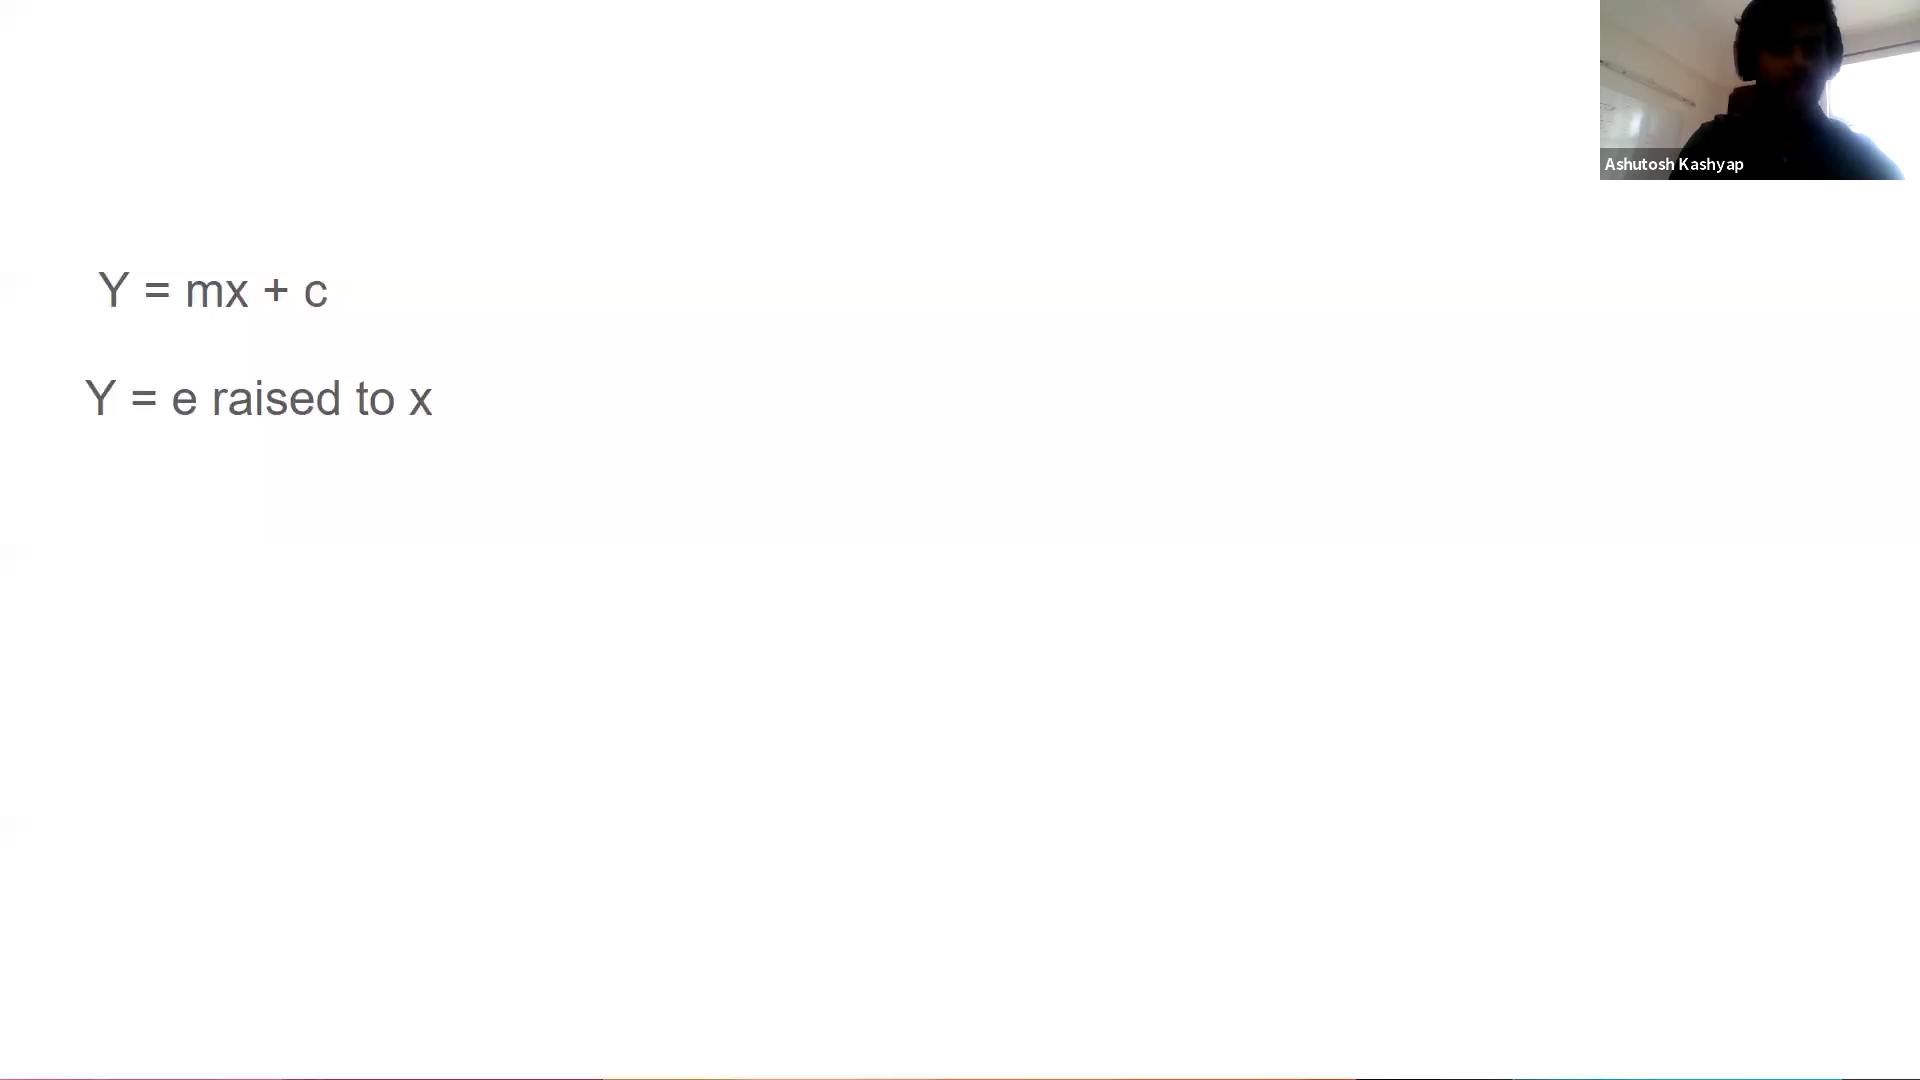 Ashutosh Kashyap
Y = mx + c
Y = e raised to x